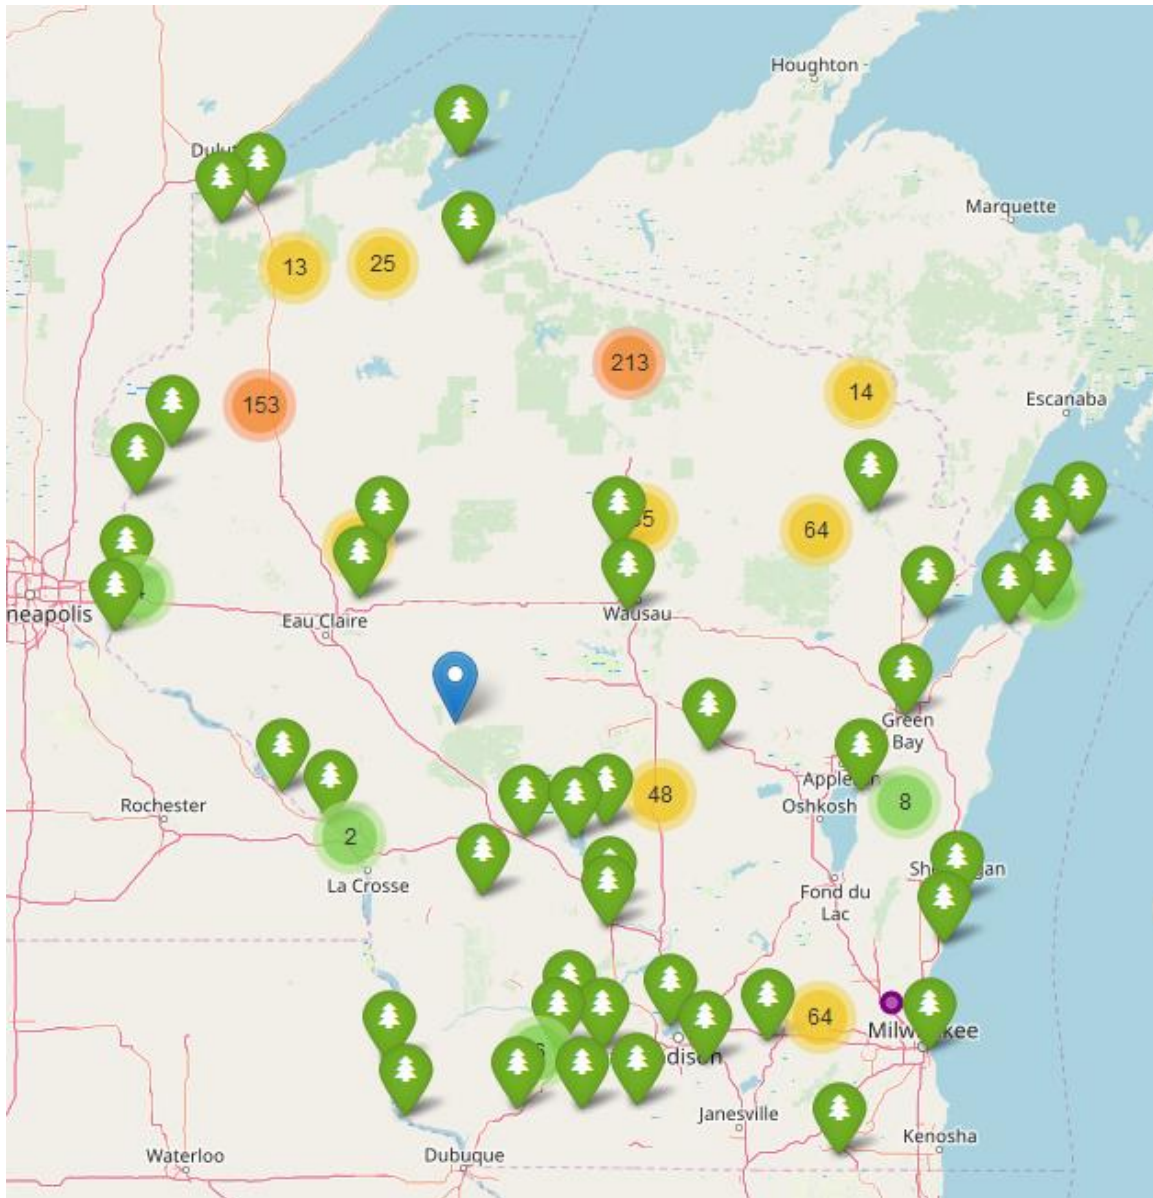 Houghton
Marquette
13
25
213
14
153
Escanaba
64
neapolis
Wausau
Eau Claire
Green
Bay
Rochester
48
Oshkosh
8
2
La Crosse
Fond du
Lac
64
Janesville
Kenosha
Waterloo
Dubuque